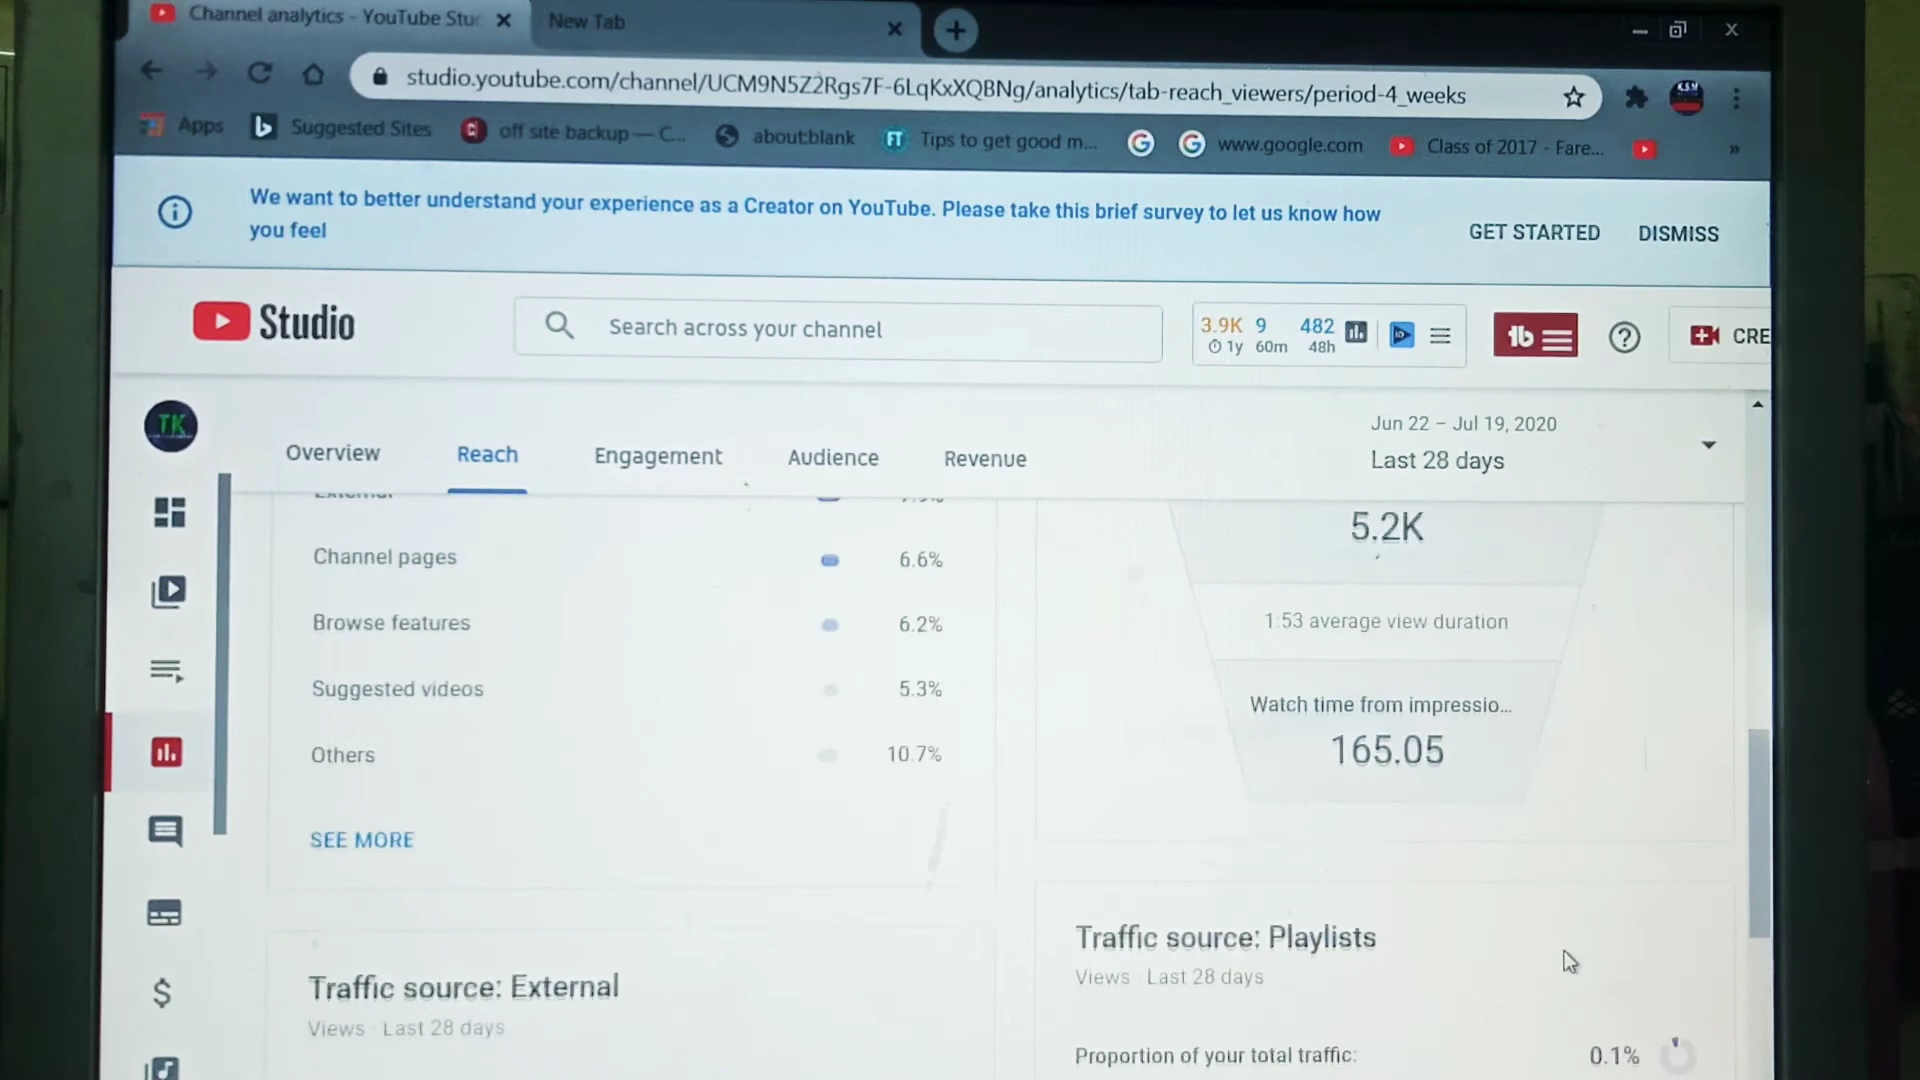 Channel analytics - YouTube Stu
New Tab
studio.youtube.com/channel/UCM9N5Z2Rgs7F-6LqKxXQBNg/analytics/tab-reach_viewers/period-4_weeks
Apps
Suggested Sites
off site backup — C...
about:blank
Tips to get good m...
www.google.com
Class of 2017 - Fare...
»
We want to better understand your experience as a Creator on YouTube. Please take this brief survey to let us know how
you feel
GET STARTED
DISMISS
Studio
Search across your channel
3.9K 9 482
1y 60m 48h
CRE
TK
Overview
Reach
Engagement
Audience
Revenue
Jun 22 – Jul 19, 2020
Last 28 days
Channel pages 6.6%
Browse features 6.2%
Suggested videos 5.3%
Others 10.7%
SEE MORE
5.2K
1:53 average view duration
Watch time from impressio...
165.05
Traffic source: External
Views · Last 28 days
Traffic source: Playlists
Views · Last 28 days
Proportion of your total traffic: 0.1%